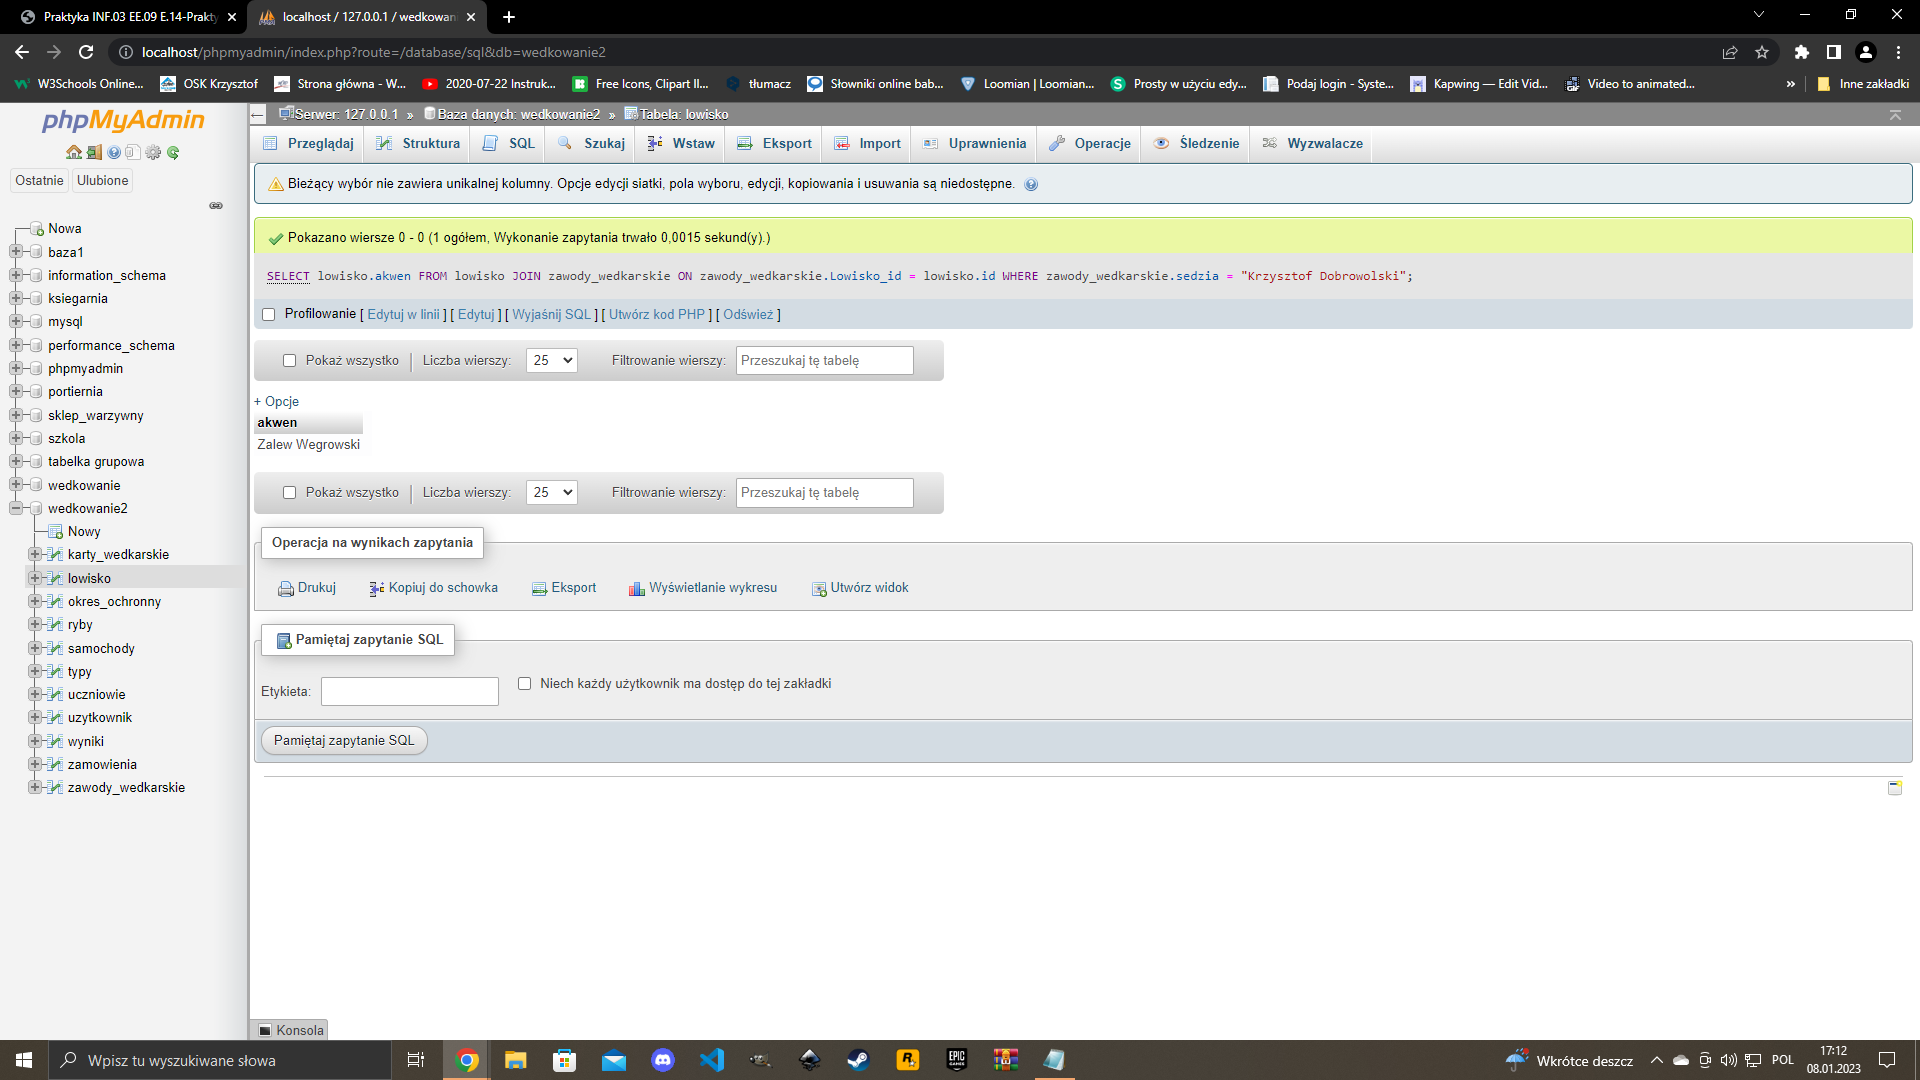 Praktyka INF.03 EE.09 E.14-Prakty
localhost / 127.0.0.1 / wedkowani
localhost/phpmyadmin/index.php?route=/database/sql&db=wedkowanie2
W3Schools Online...
OSK Krzysztof
Strona główna - W...
2020-07-22 Instruk...
Free Icons, Clipart Il...
tłumacz
Słowniki online bab...
Loomian | Loomian...
Prosty w użyciu edy...
Podaj login - Syste...
Kapwing — Edit Vid...
Video to animated...
»
Inne zakładki
phpMyAdmin
Ostatnie
Ulubione
Nowa
baza1
information_schema
ksiegarnia
mysql
performance_schema
phpmyadmin
portiernia
sklep_warzywny
szkola
tabelka grupowa
wedkowanie
wedkowanie2
Nowy
karty_wedkarskie
lowisko
okres_ochronny
ryby
samochody
typy
uczniowie
uzytkownik
wyniki
zamowienia
zawody_wedkarskie
Serwer: 127.0.0.1 » Baza danych: wedkowanie2 » Tabela: lowisko
Przeglądaj
Struktura
SQL
Szukaj
Wstaw
Eksport
Import
Uprawnienia
Operacje
Śledzenie
Wyzwalacze
Bieżący wybór nie zawiera unikalnej kolumny. Opcje edycji siatki, pola wyboru, edycji, kopiowania i usuwania są niedostępne.
Pokazano wiersze 0 - 0 (1 ogółem, Wykonanie zapytania trwało 0,0015 sekund(y).)
SELECT lowisko.akwen FROM lowisko JOIN zawody_wedkarskie ON zawody_wedkarskie.Lowisko_id = lowisko.id WHERE zawody_wedkarskie.sedzia = "Krzysztof Dobrowolski";
Profilowanie [ Edytuj w linii ] [ Edytuj ] [ Wyjaśnij SQL ] [ Utwórz kod PHP ] [ Odśwież ]
Pokaż wszystko | Liczba wierszy: 25 Filtrowanie wierszy: Przeszukaj tę tabelę
+ Opcje
akwen
Zalew Wegrowski
Pokaż wszystko | Liczba wierszy: 25 Filtrowanie wierszy: Przeszukaj tę tabelę
Operacja na wynikach zapytania
Drukuj
Kopiuj do schowka
Eksport
Wyświetlanie wykresu
Utwórz widok
Pamiętaj zapytanie SQL
Etykieta:
Niech każdy użytkownik ma dostęp do tej zakładki
Pamiętaj zapytanie SQL
Konsola
Wpisz tu wyszukiwane słowa
Wkrótce deszcz
POL
17:12
08.01.2023